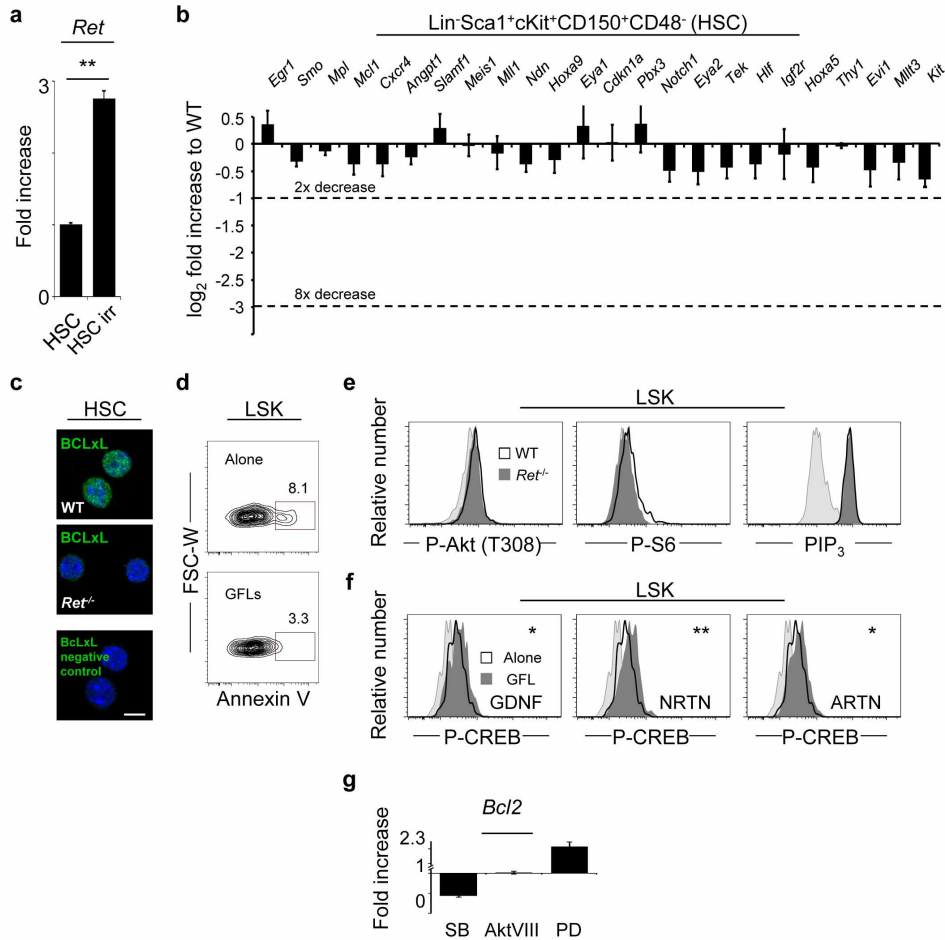 a
Ret
**
3
0
Fold increase
HSC
HSC irr
b
Lin-Sca1+cKit+CD150+CD48- (HSC)
Egr1
Smo
Mpl
Mcl1
Cxcr4
Angpt1
Slamf1
Meis1
Mll1
Ndn
Hoxa9
Eya1
Cdkn1a
Pbx3
Notch1
Eya2
Tek
Hlf
Igf2r
Hoxa5
Thy1
Evi1
Mllt3
Kit
log2 fold increase to WT
0.5
0
-0.5
-1
-1.5
-2
-2.5
-3
2x decrease
8x decrease
c
HSC
BCLxL
WT
BCLxL
Ret-/-
BcLxL
negative
control
d
LSK
Alone
8.1
GFLs
3.3
FSC-W
Annexin V
e
LSK
Relative number
WT
Ret-/-
P-Akt (T308)
P-S6
PIP3
f
LSK
Relative number
Alone
GFL
*
GDNF
**
NRTN
*
ARTN
P-CREB
P-CREB
P-CREB
g
Bcl2
Fold increase
2.3
1
0
SB
AktVIII
PD